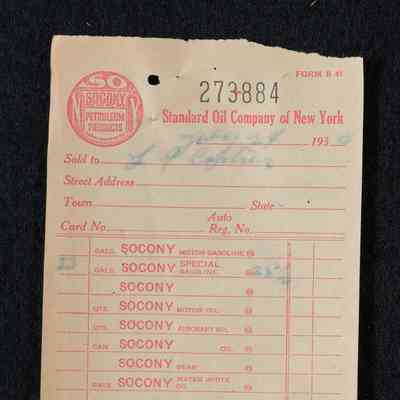 SO
SOCONY
PETROLEUM
PRODUCTS
FORM B 41
273884
Standard Oil Company of New York
193
Sold to
Street Address
Town State
Card No. Auto Reg. No.
GALS. SOCONY MOTOR GASOLINE @
GALS. SOCONY SPECIAL GASOLINE @
SOCONY @
QTS. SOCONY MOTOR OIL @
QTS. SOCONY AIRCRAFT OIL @
CAN SOCONY OIL @
SOCONY GEAR @
GALS. SOCONY WATER WHITE OIL @